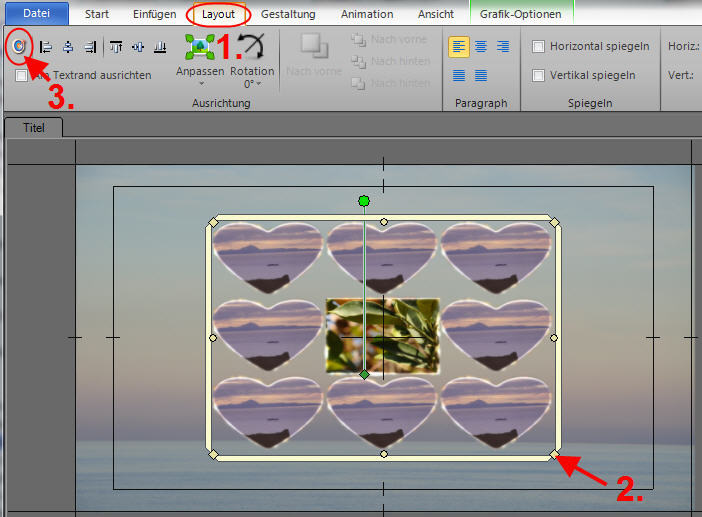 Datei Start Einfügen Layout Gestaltung Animation Ansicht Grafik-Optionen
1.
Nach vorne Horizontal spiegeln Horiz.:
Nach hinten
Am Textrand ausrichten Anpassen Rotation Nach vorne Nach hinten Vertikal spiegeln Vert.:
0°
3.
Ausrichtung Paragraph Spiegeln
Titel
2.